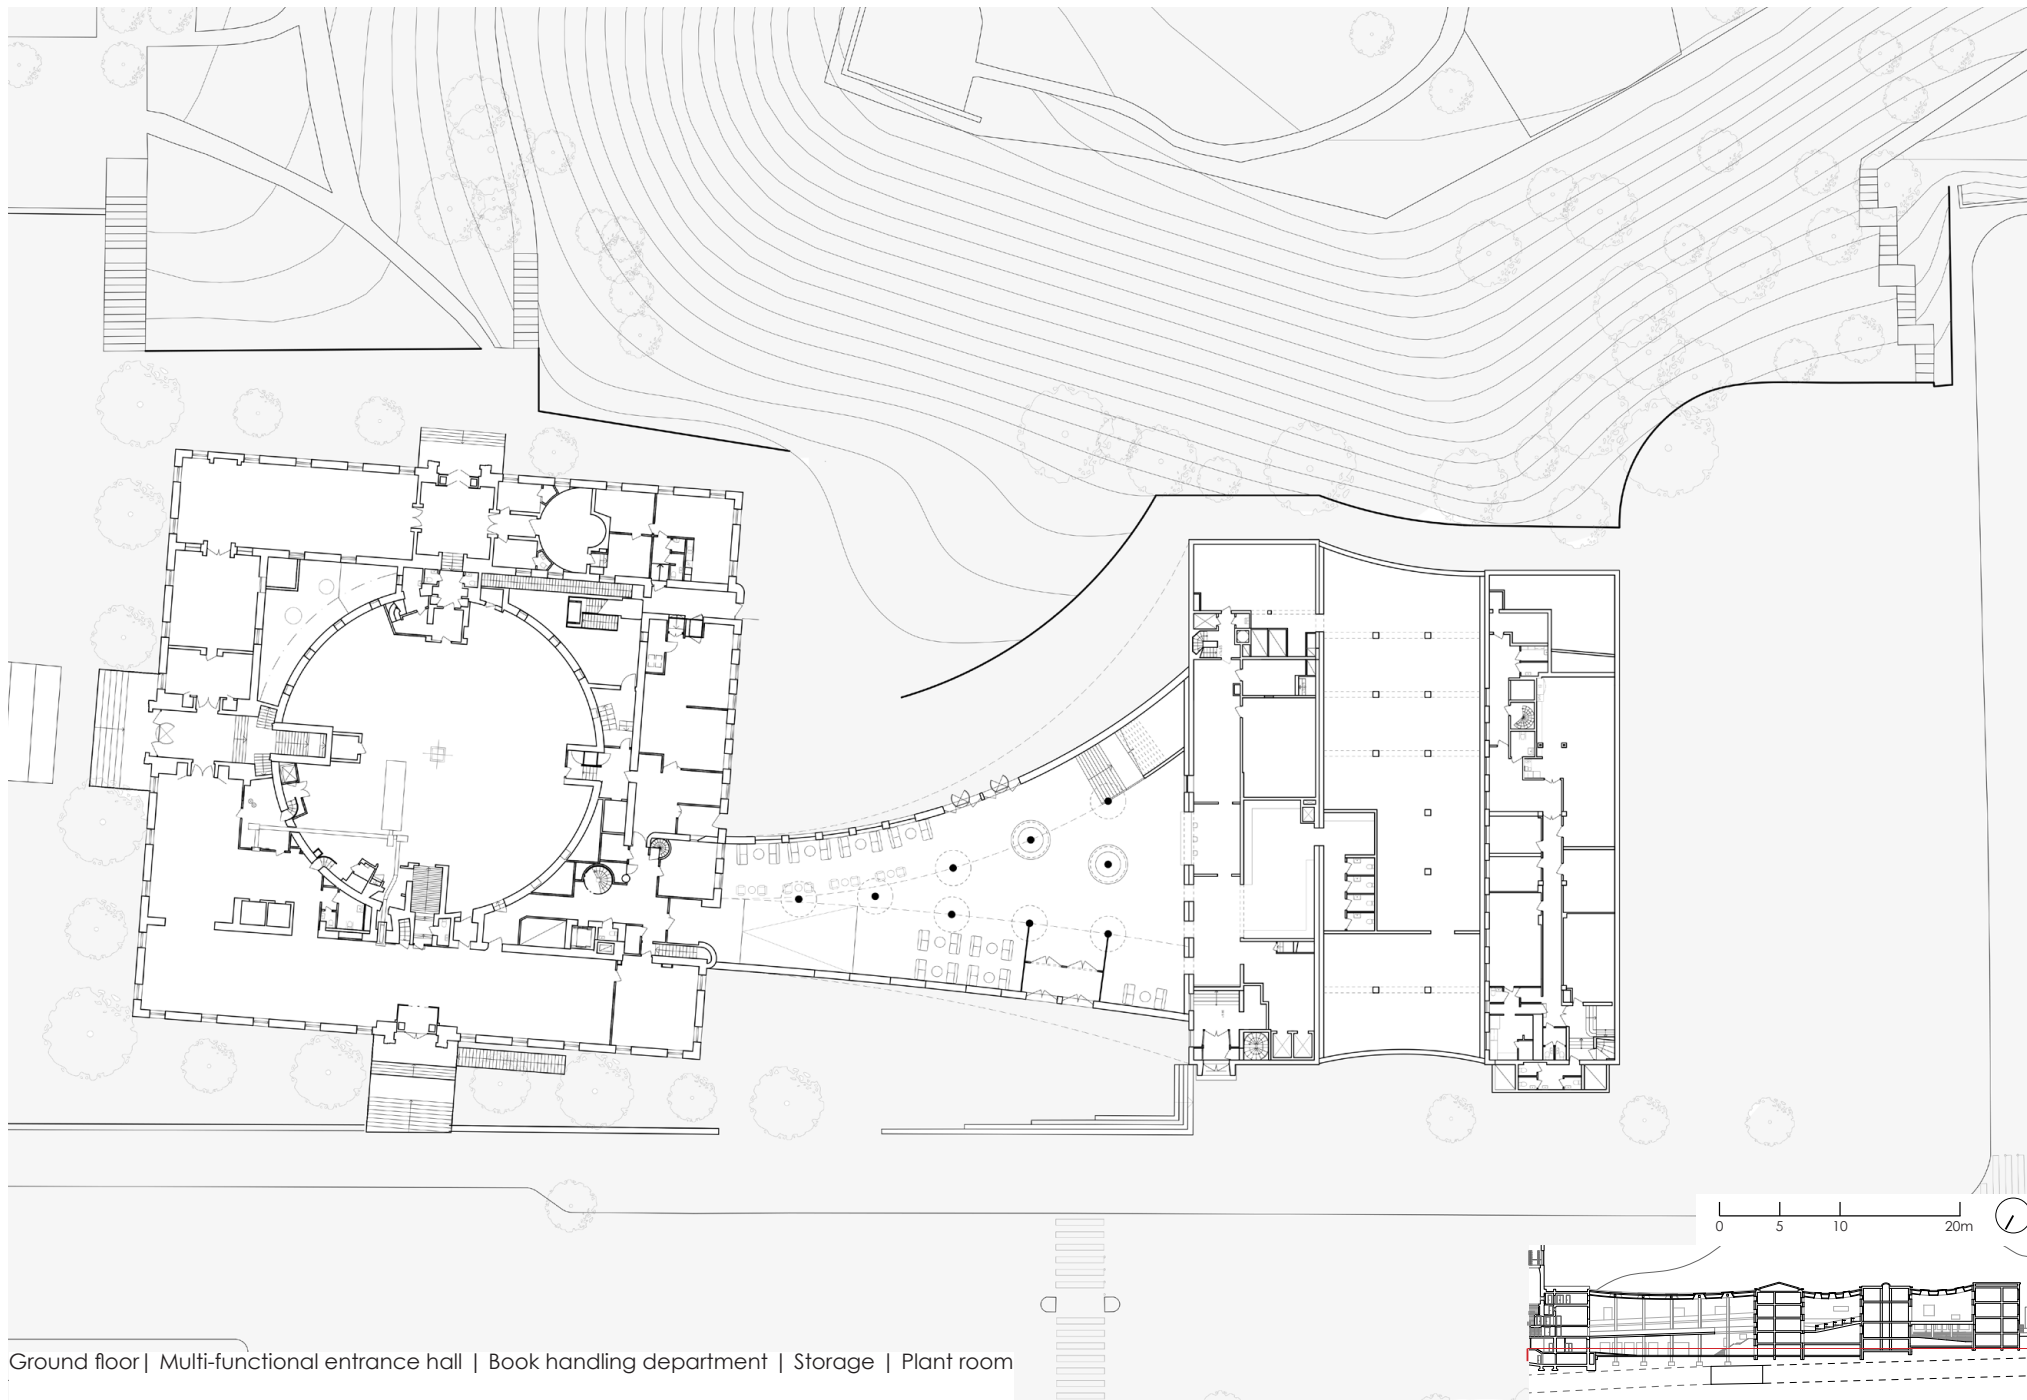 0 5 10 20m
Ground floor| Multi-functional entrance hall | Book handling department | Storage | Plant room